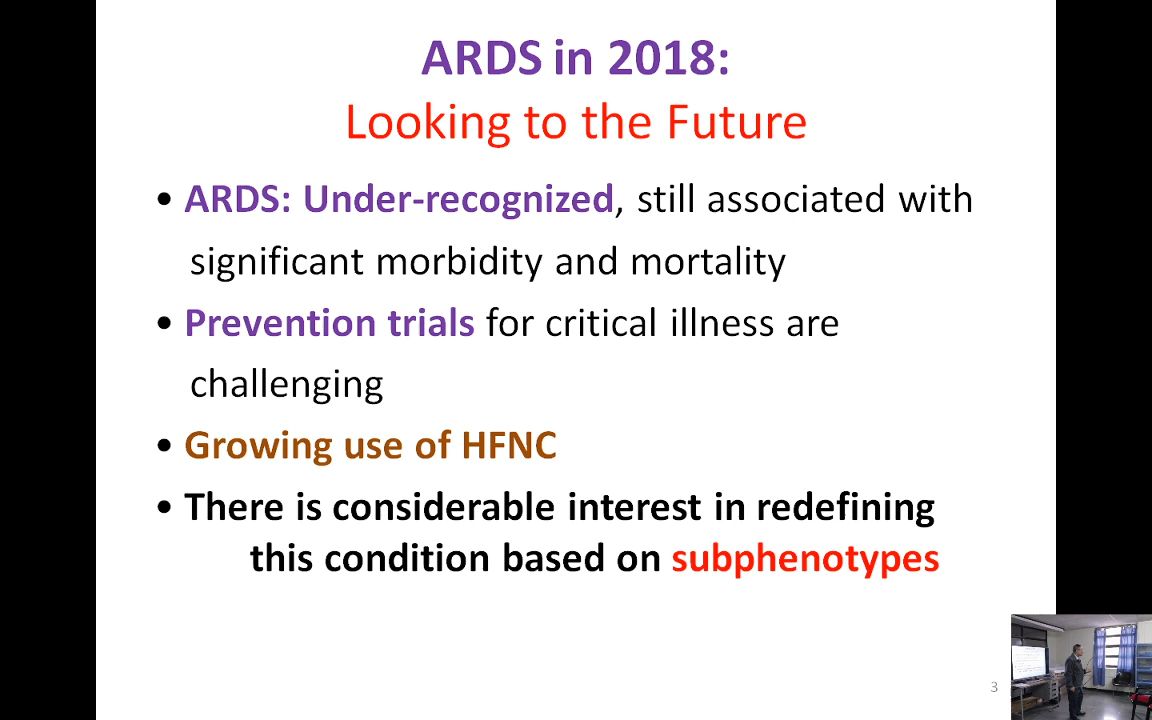 ARDS in 2018:
Looking to the Future
• ARDS: Under-recognized, still associated with
significant morbidity and mortality
• Prevention trials for critical illness are
challenging
• Growing use of HFNC
• There is considerable interest in redefining
this condition based on subphenotypes
3